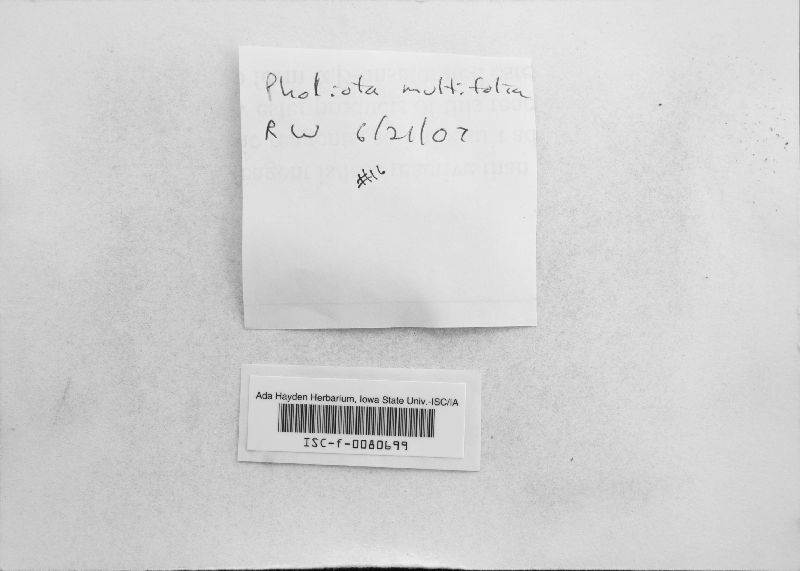 Pholiota multifolia
RW 6/21/07
#16
Ada Hayden Herbarium, Iowa State Univ.-ISC/IA
ISC-f-0080699